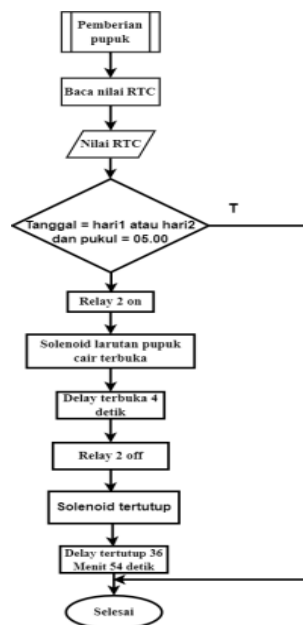 Pemberian
pupuk
Baca nilai RTC
Nilai RTC
Tanggal = hari1 atau hari2
dan pukul = 05.00
T
Relay 2 on
Solenoid larutan pupuk
cair terbuka
Delay terbuka 4
detik
Relay 2 off
Solenoid tertutup
Delay tertutup 36
Menit 54 detik
Selesai